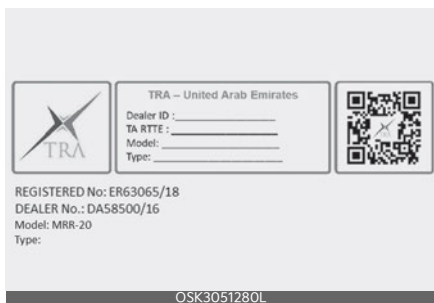 TRA
TRA – United Arab Emirates
Dealer ID :
TA RTTE :
Model:
Type:
REGISTERED No: ER63065/18
DEALER No.: DA58500/16
Model: MRR-20
Type:
OSK3051280L